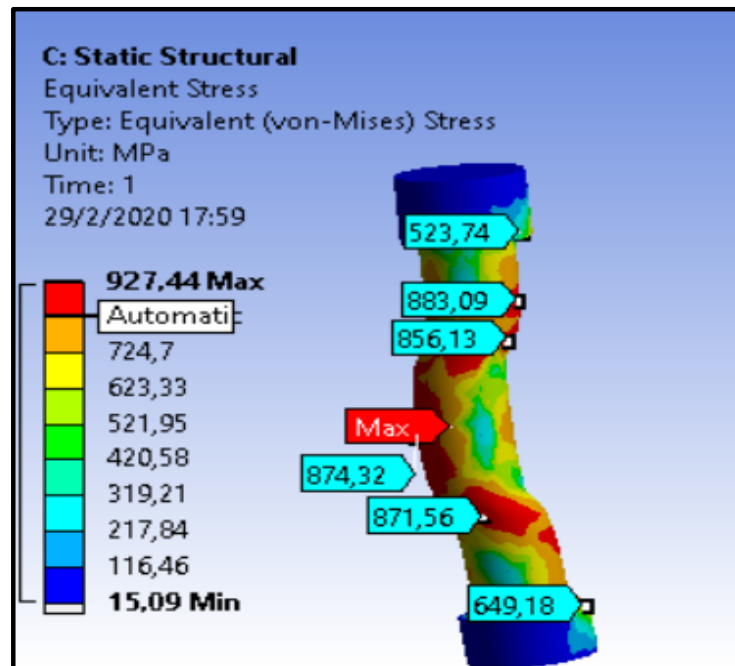 C: Static Structural
Equivalent Stress
Type: Equivalent (von-Mises) Stress
Unit: MPa
Time: 1
29/2/2020 17:59
927,44 Max
Automatic
724,7
623,33
521,95
420,58
319,21
217,84
116,46
15,09 Min
523,74
883,09
856,13
Max
874,32
871,56
649,18